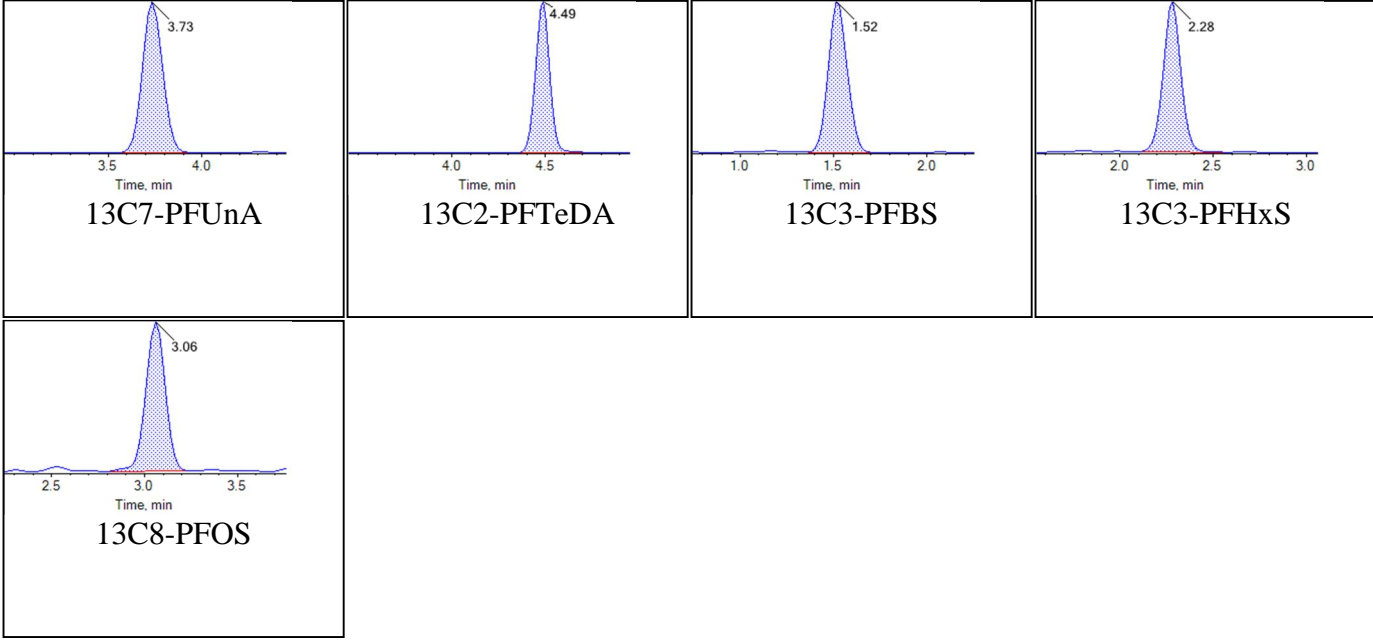 3.73
3.5 4.0
Time, min
13C7-PFUnA
4.49
4.0 4.5
Time, min
13C2-PFTeDA
1.52
1.0 1.5 2.0
Time, min
13C3-PFBS
2.28
2.0 2.5 3.0
Time, min
13C3-PFHxS
3.06
2.5 3.0 3.5
Time, min
13C8-PFOS